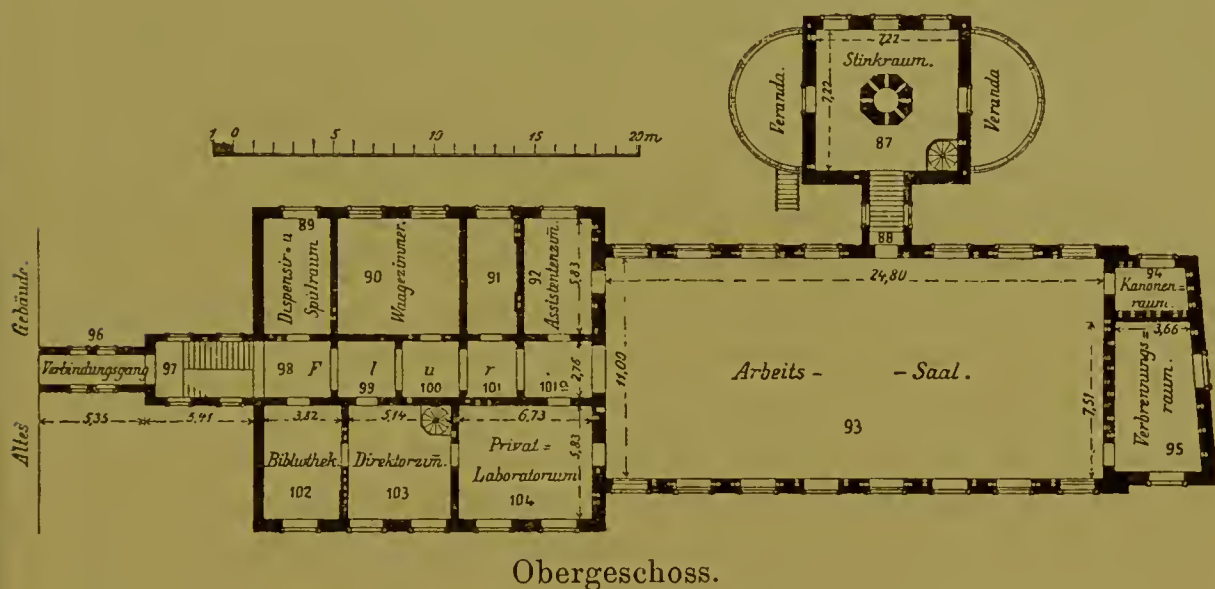 7,22
Stinkraum.
7,22
Veranda.
Veranda
87
1 0 5 10 15 20 m
88
89
Dispensir= u
Spülraum
90
Waagezimmer.
91
92
Assistentenzim̄.
5,83
24,80
94
Kanonen=
raum.
3,66
Gebäude.
Altes
96
Verbindungsgang
97
98
F l u r .
99
100
101
2,76
11,00
Arbeits- -Saal.
93
7,51
Verbrennungs=
raum.
95
5,35
5,41
3,82
5,14
6,73
5,83
Bibliothek.
102
Direktorzim̄.
103
Privat=
Laboratorium
104
Obergeschoss.